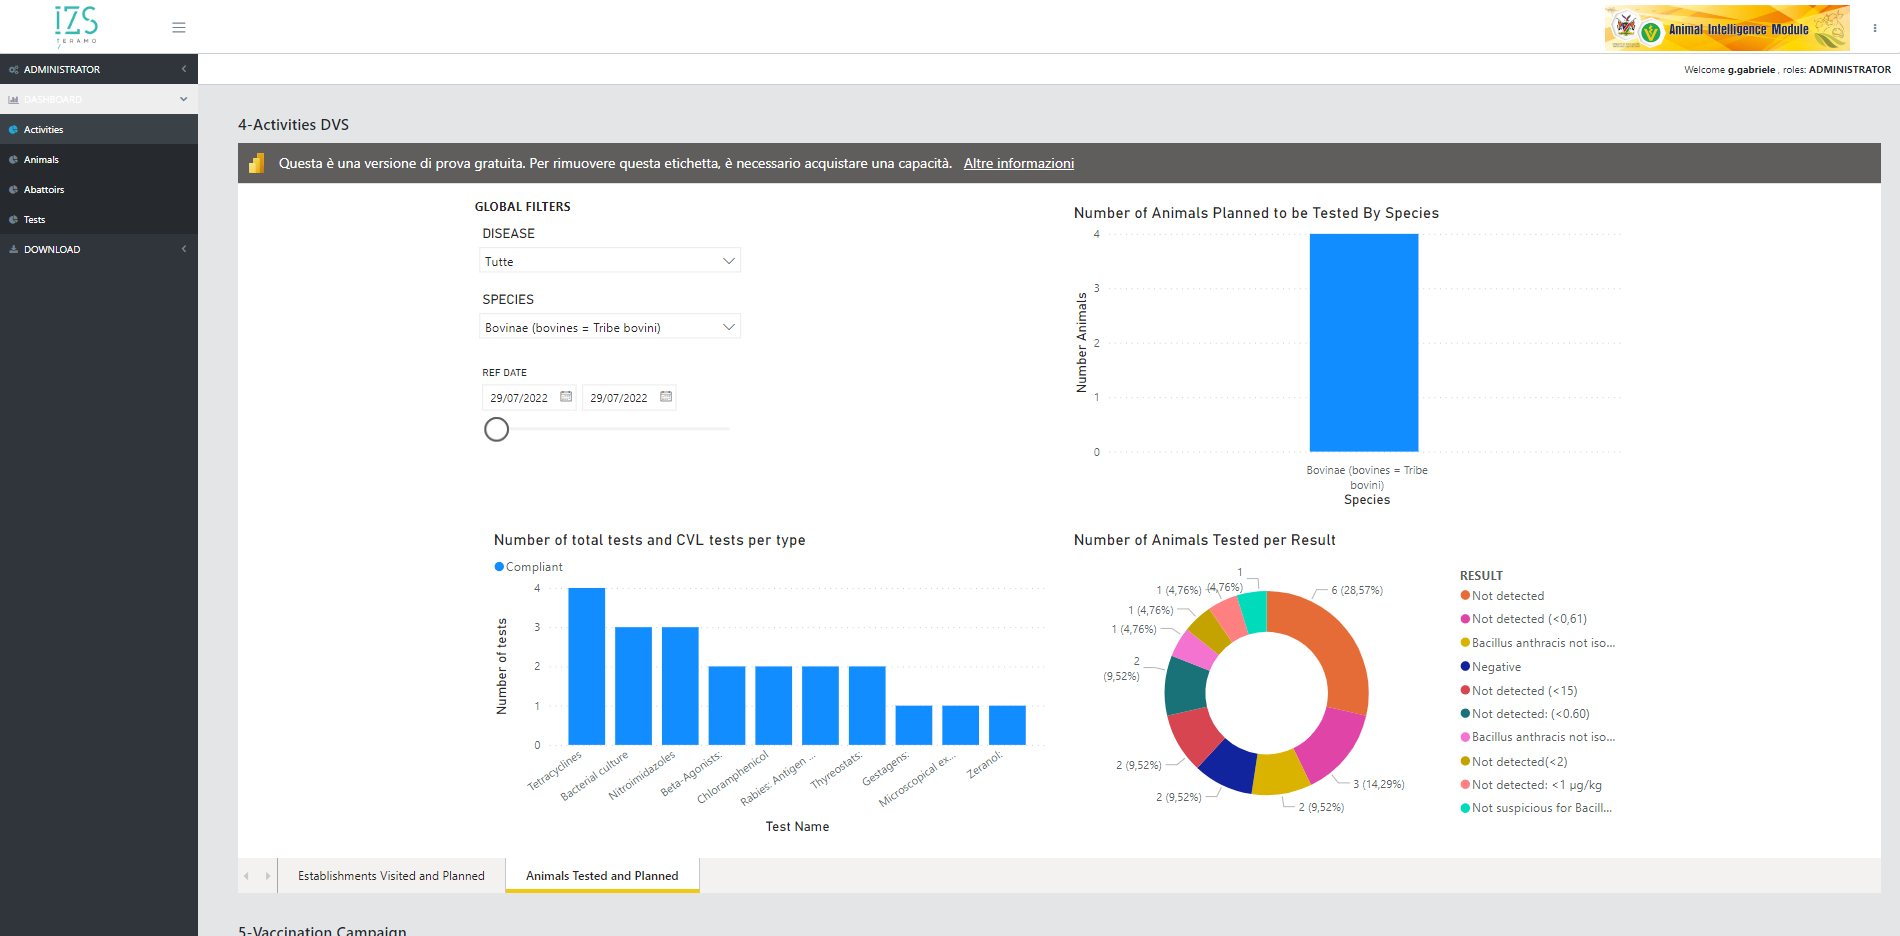 IZS
TERAMO
Animal Intelligence Module
Welcome g.gabriele , roles: ADMINISTRATOR
ADMINISTRATOR
DASHBOARD
Activities
Animals
Abattoirs
Tests
DOWNLOAD
4-Activities DVS
Questa è una versione di prova gratuita. Per rimuovere questa etichetta, è necessario acquistare una capacità. Altre informazioni
GLOBAL FILTERS
DISEASE
Tutte
SPECIES
Bovinae (bovines = Tribe bovini)
REF DATE
29/07/2022 29/07/2022
Number of Animals Planned to be Tested By Species
Number Animals
4
3
2
1
0
Bovinae (bovines = Tribe
bovini)
Species
Number of total tests and CVL tests per type
Compliant
Number of tests
4
3
2
1
0
Tetracyclines
Bacterial culture
Nitroimidazoles
Beta-Agonists:
Chloramphenicol
Rabies: Antigen ...
Thyreostats:
Gestagens:
Microscopical ex...
Zeranol:
Test Name
Number of Animals Tested per Result
6 (28,57%)
3 (14,29%)
2 (9,52%)
2 (9,52%)
2 (9,52%)
2
(9,52%)
1 (4,76%)
1 (4,76%)
1 (4,76%)
1
(4,76%)
RESULT
Not detected
Not detected (<0,61)
Bacillus anthracis not iso...
Negative
Not detected (<15)
Not detected: (<0.60)
Bacillus anthracis not iso...
Not detected(<2)
Not detected: <1 µg/kg
Not suspicious for Bacill...
Establishments Visited and Planned
Animals Tested and Planned
5-Vaccination Campaign